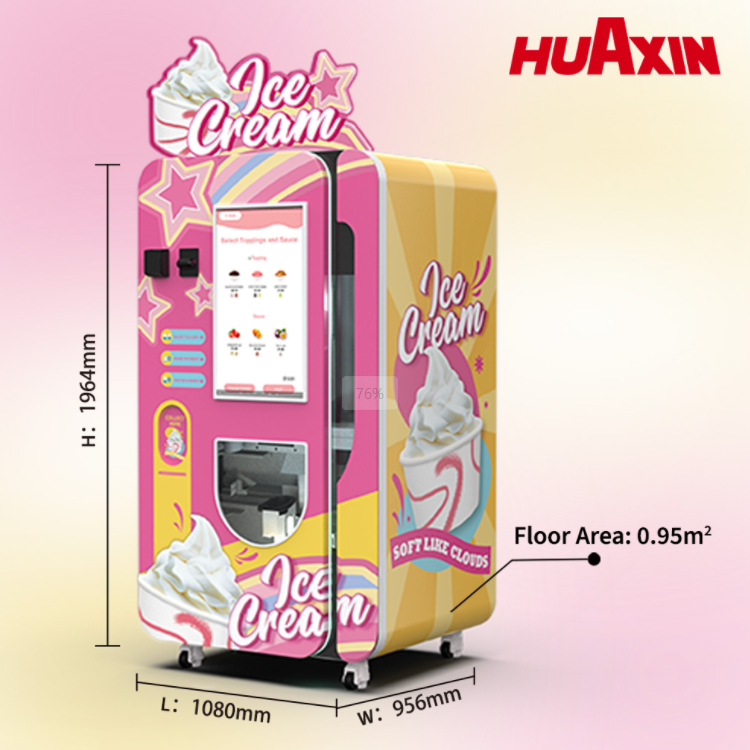 HUAXIN
Ice
Cream
Select Toppings and Sauce
H: 1964mm
76%
Ice
Cream
SOFT LIKE CLOUDS
Floor Area: 0.95m²
Ice
Cream
L: 1080mm
W: 956mm